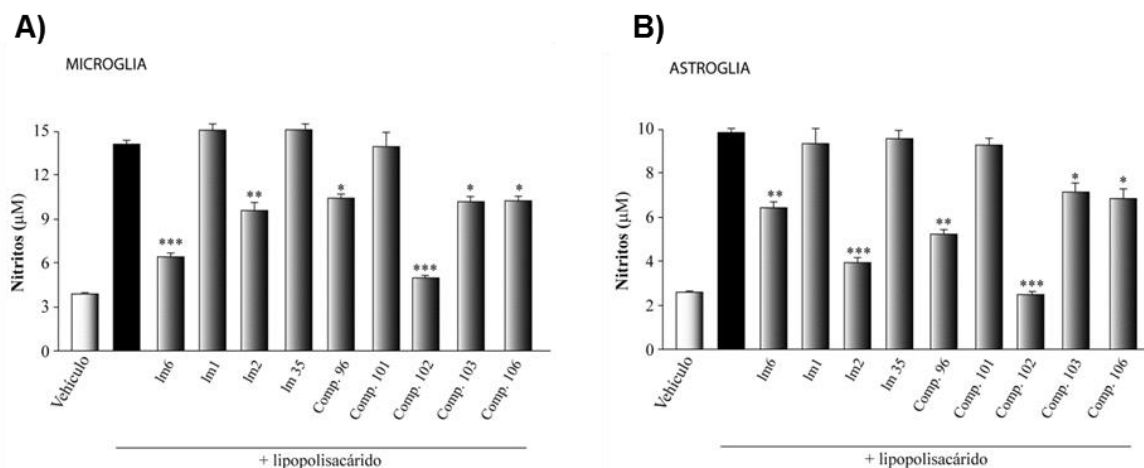 A)
MICROGLIA
Nitritos (μM)
15
12
9
6
3
0
***
**
*
***
*
*
Vehículo
Im6
Im1
Im2
Im 35
Comp. 96
Comp. 101
Comp. 102
Comp. 103
Comp. 106
+ lipopolisacárido
B)
ASTROGLIA
Nitritos (μM)
10
8
6
4
2
0
**
***
**
***
*
*
Vehículo
Im6
Im1
Im2
Im 35
Comp. 96
Comp. 101
Comp. 102
Comp. 103
Comp. 106
+ lipopolisacárido